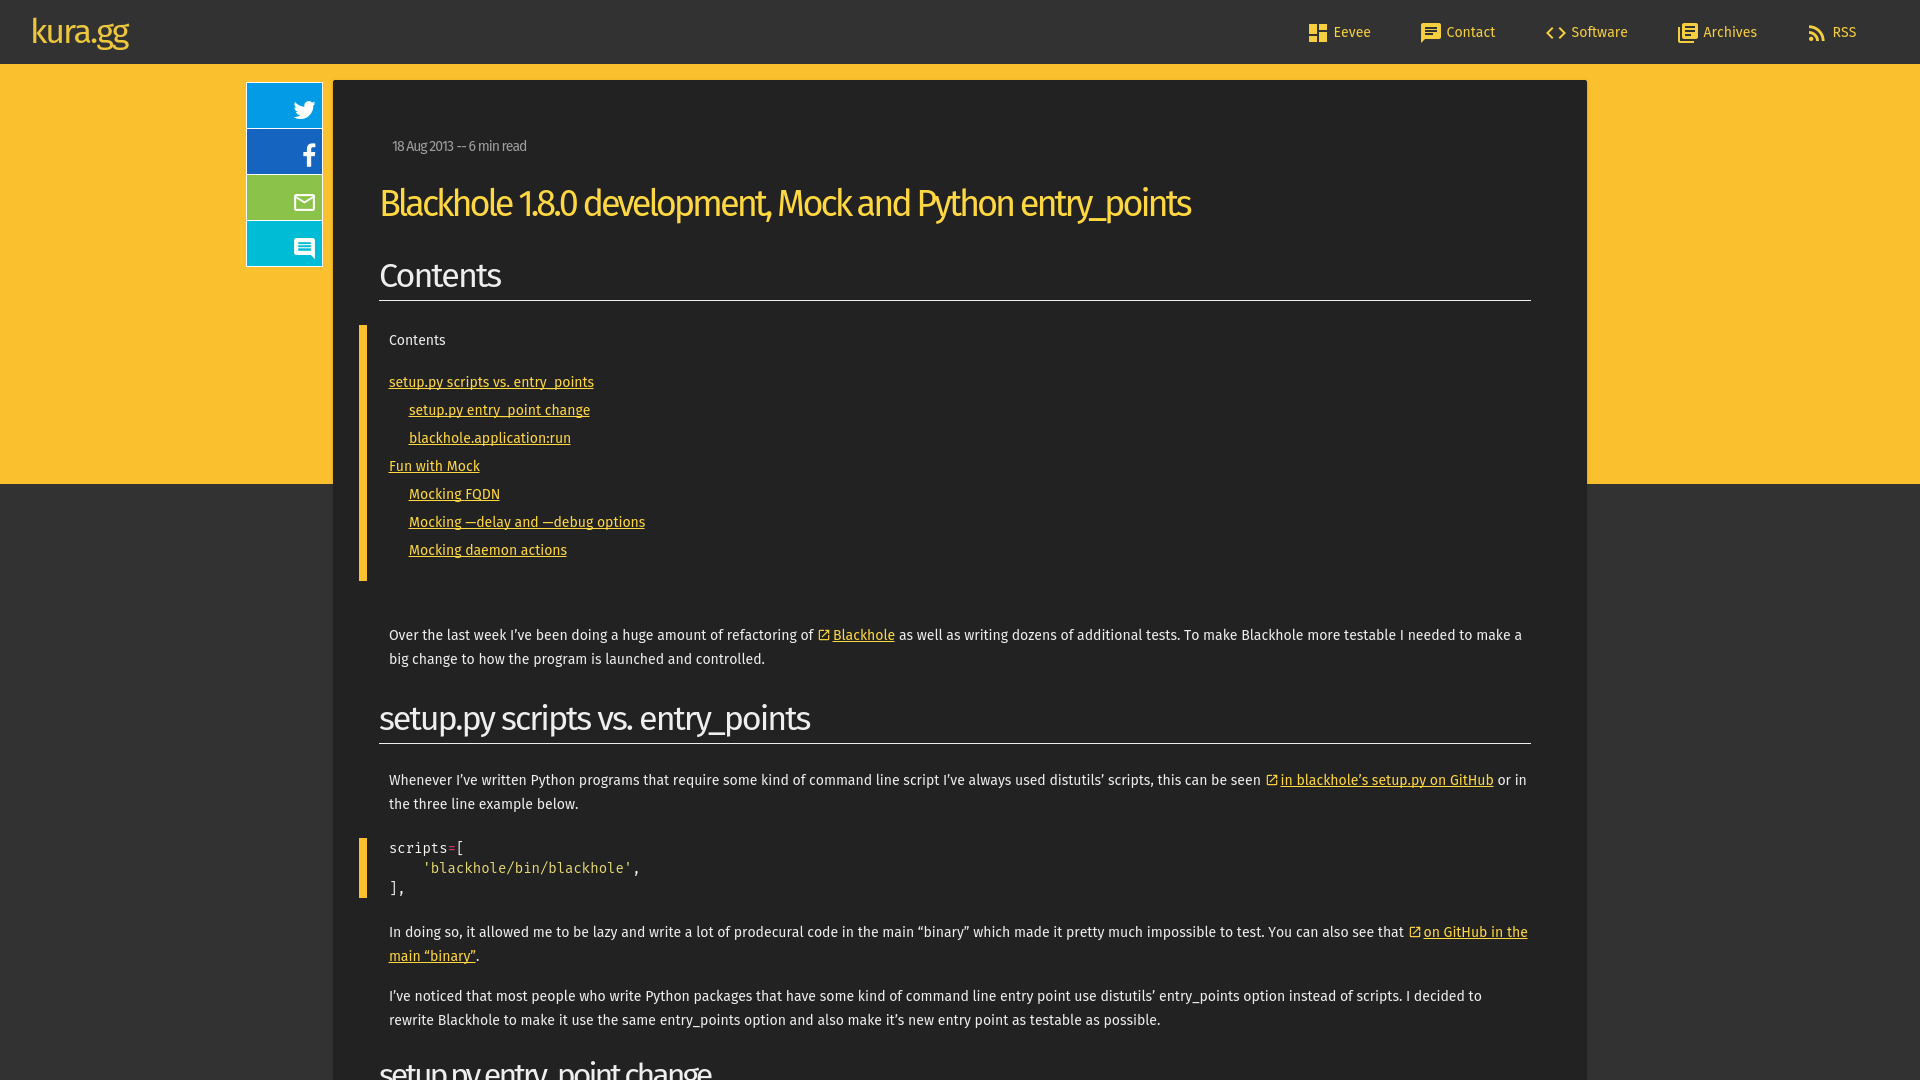 kura.gg
Eevee
Contact
Software
Archives
RSS
18 Aug 2013 -- 6 min read
Blackhole 1.8.0 development, Mock and Python entry_points
Contents
Contents
setup.py scripts vs. entry_points
setup.py entry_point change
blackhole.application:run
Fun with Mock
Mocking FQDN
Mocking —delay and —debug options
Mocking daemon actions
Over the last week I’ve been doing a huge amount of refactoring of Blackhole as well as writing dozens of additional tests. To make Blackhole more testable I needed to make a
big change to how the program is launched and controlled.
setup.py scripts vs. entry_points
Whenever I’ve written Python programs that require some kind of command line script I’ve always used distutils’ scripts, this can be seen in blackhole’s setup.py on GitHub or in
the three line example below.
scripts=[
    'blackhole/bin/blackhole',
],
In doing so, it allowed me to be lazy and write a lot of prodecural code in the main “binary” which made it pretty much impossible to test. You can also see that on GitHub in the
main “binary”.
I’ve noticed that most people who write Python packages that have some kind of command line entry point use distutils’ entry_points option instead of scripts. I decided to
rewrite Blackhole to make it use the same entry_points option and also make it’s new entry point as testable as possible.
setup.py entry_point change